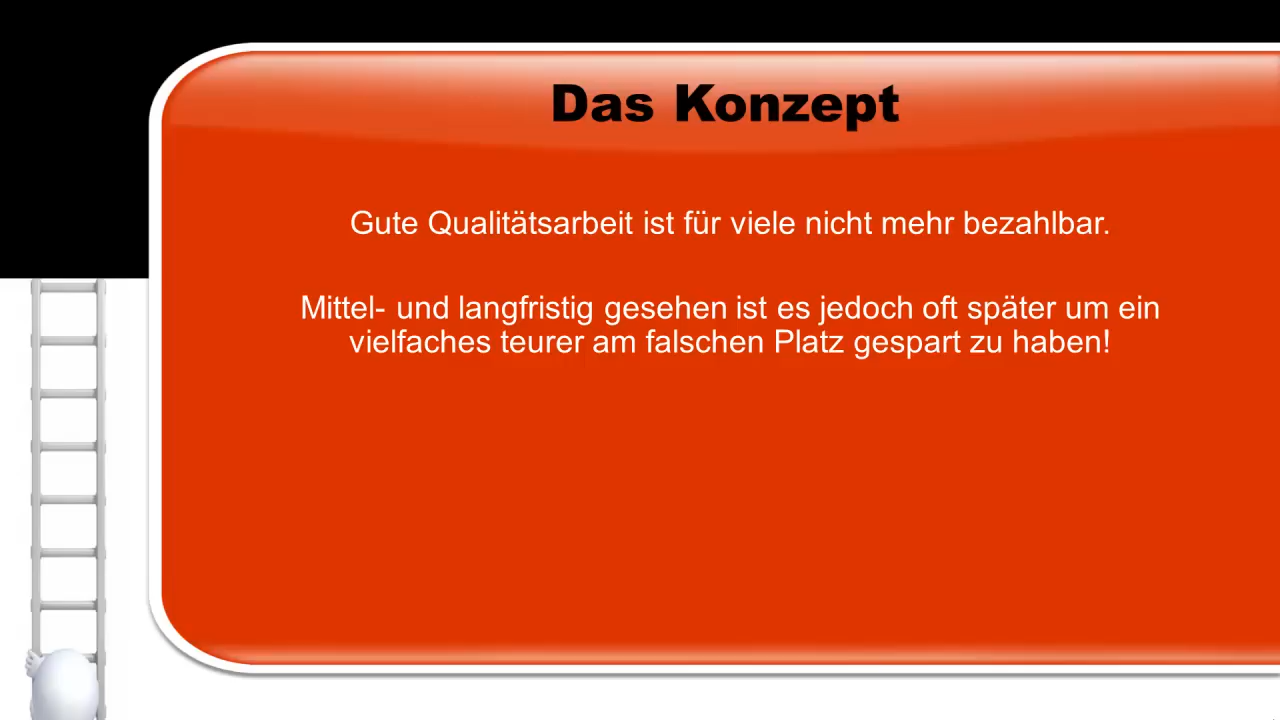 Das Konzept
Gute Qualitätsarbeit ist für viele nicht mehr bezahlbar.
Mittel- und langfristig gesehen ist es jedoch oft später um ein
vielfaches teurer am falschen Platz gespart zu haben!